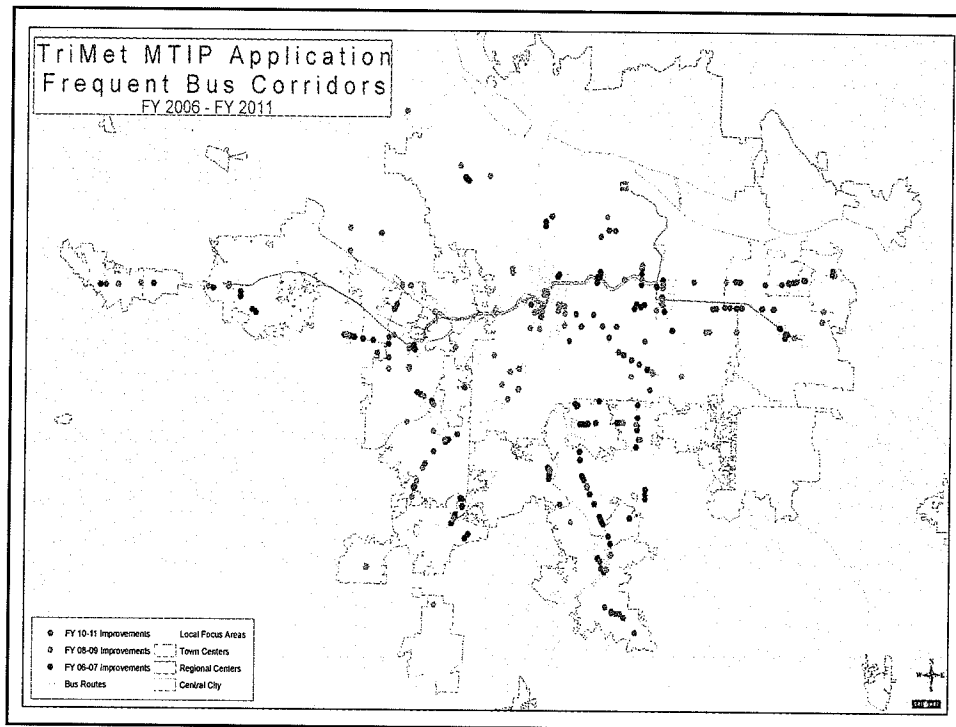 TriMet MTIP Application
Frequent Bus Corridors
FY 2006 - FY 2011
FY 10-11 Improvements
FY 08-09 Improvements
FY 06-07 Improvements
Bus Routes
Local Focus Areas
Town Centers
Regional Centers
Central City
N
W
E
S